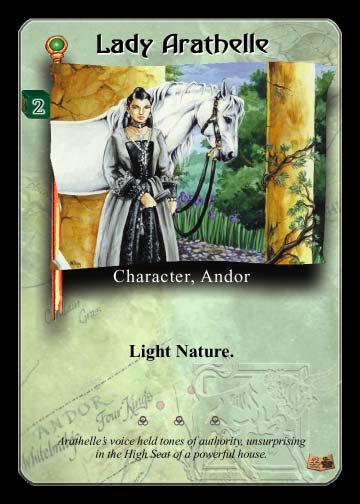 Lady Arathelle
2
Character, Andor
Light Nature.
Four Kings
ANDOR
Whitebridge
Arathelle's voice held tones of authority, unsurprising
in the High Seat of a powerful house.